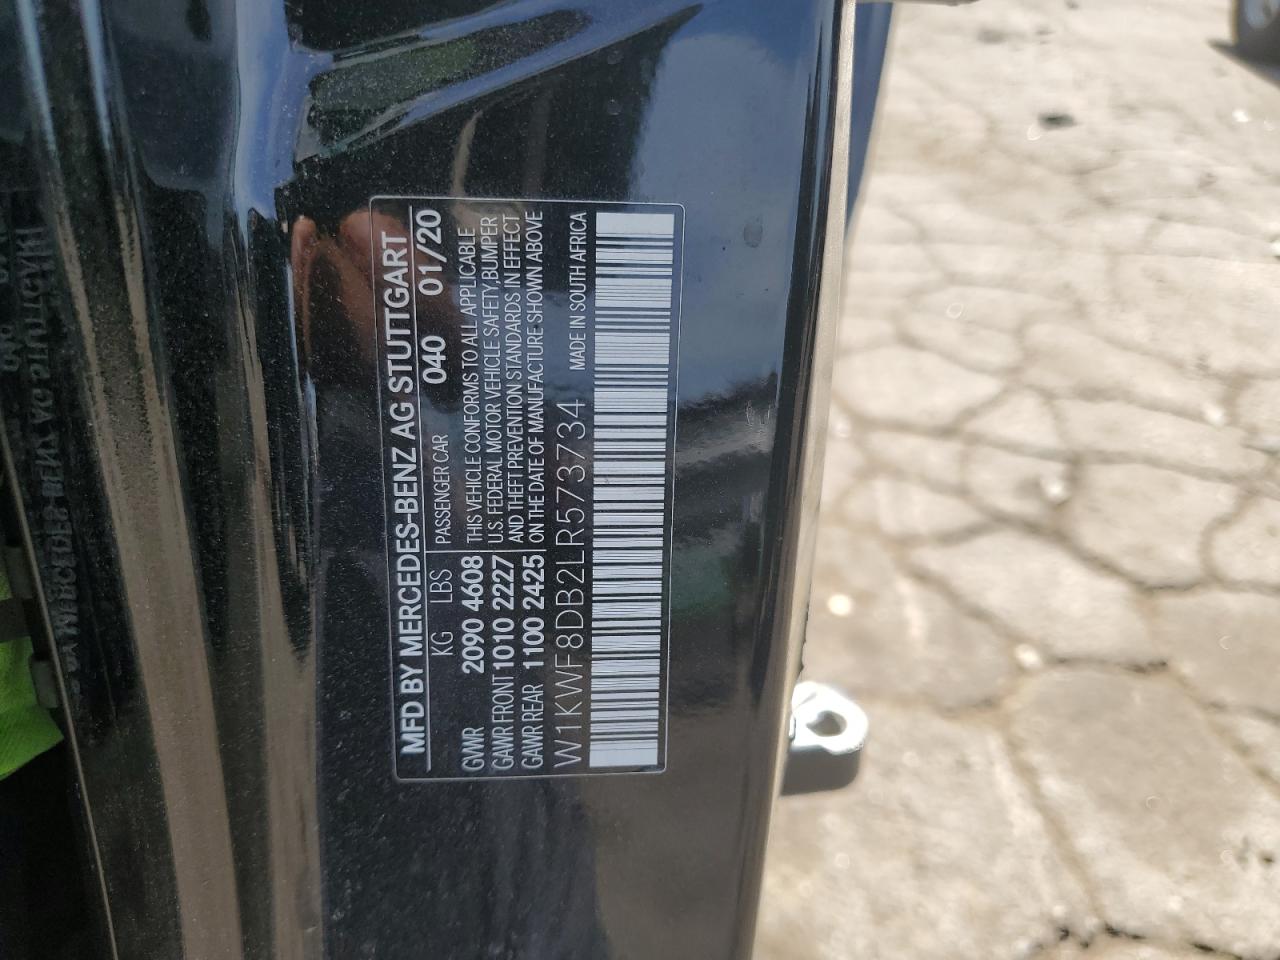 MFD BY MERCEDES-BENZ AG STUTTGART
KG LBS PASSENGER CAR 040 01/20
GVWR 2090 4608 THIS VEHICLE CONFORMS TO ALL APPLICABLE
GAWR FRONT 1010 2227 U.S. FEDERAL MOTOR VEHICLE SAFETY,BUMPER
AND THEFT PREVENTION STANDARDS IN EFFECT
GAWR REAR 1100 2425 ON THE DATE OF MANUFACTURE SHOWN ABOVE
W1KWF8DB2LR573734 MADE IN SOUTH AFRICA